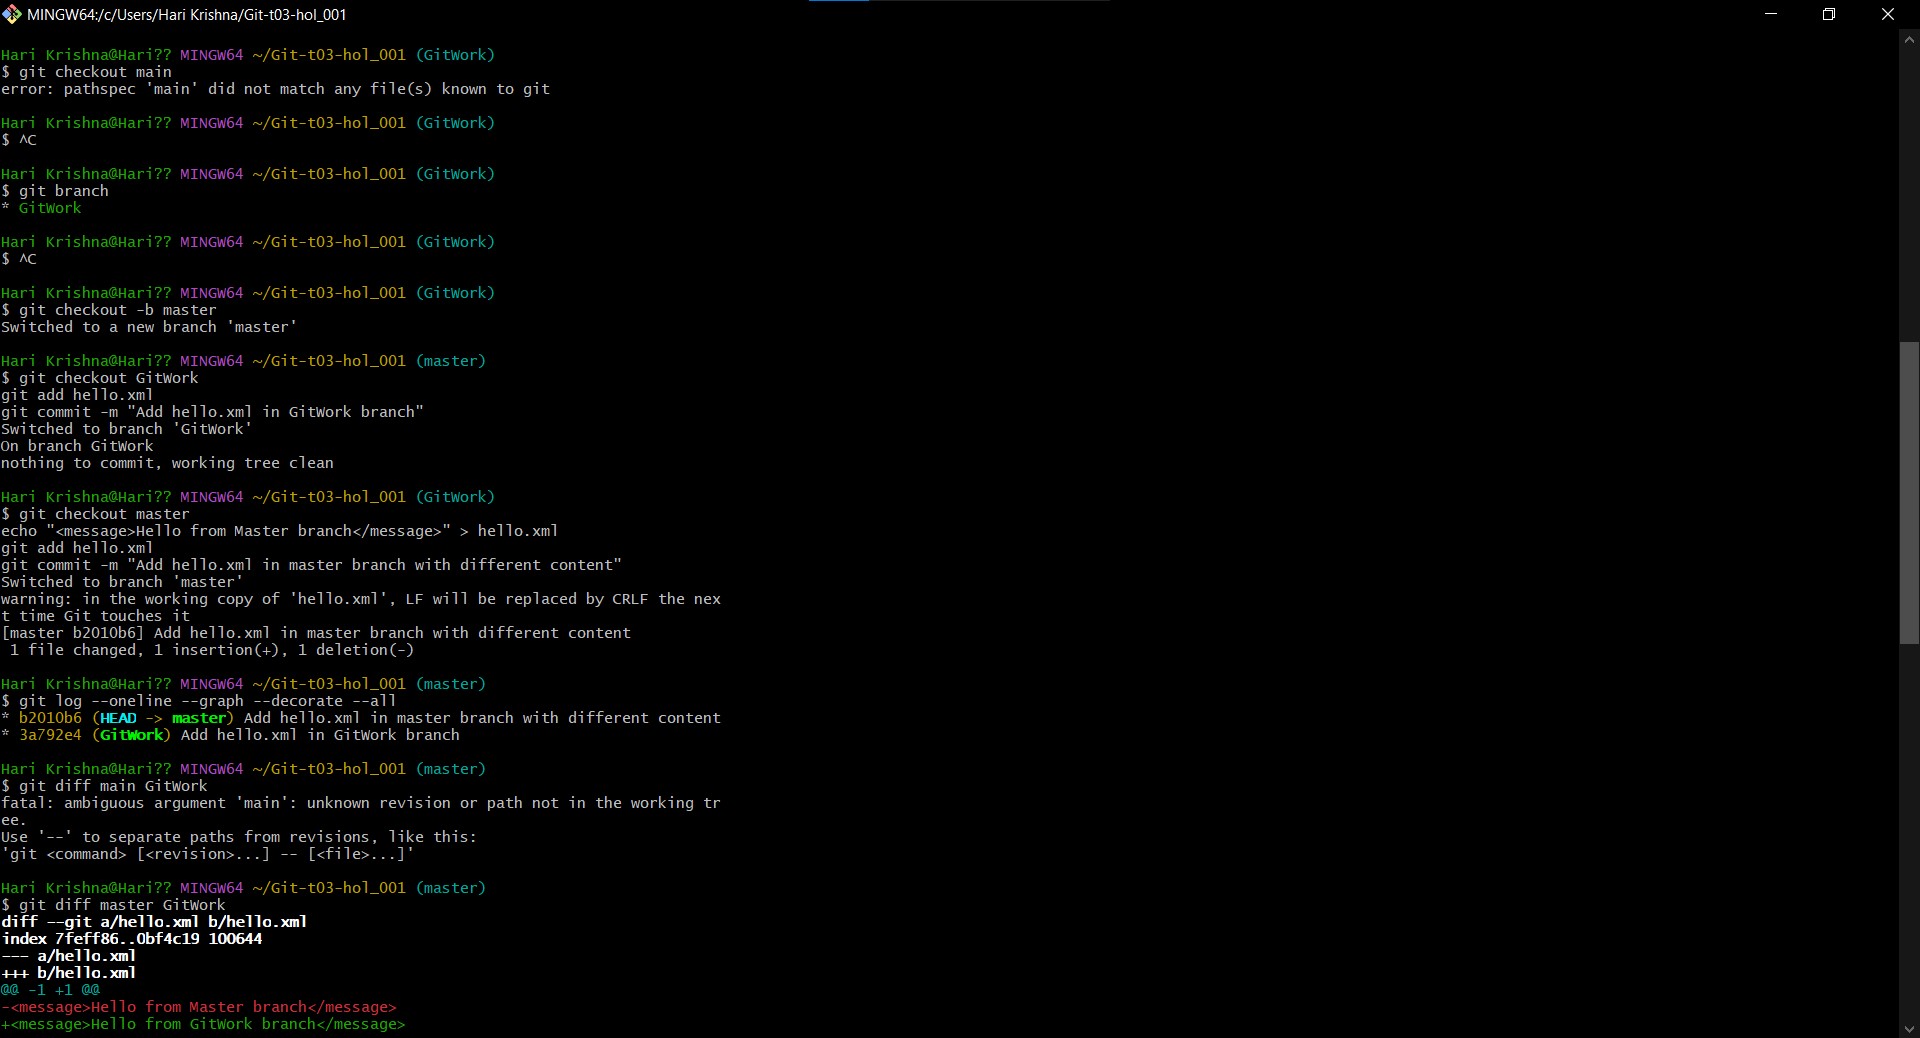 MINGW64:/c/Users/Hari Krishna/Git-t03-hol_001
Hari Krishna@Hari?? MINGW64 ~/Git-t03-hol_001 (GitWork)
$ git checkout main
error: pathspec 'main' did not match any file(s) known to git
Hari Krishna@Hari?? MINGW64 ~/Git-t03-hol_001 (GitWork)
$ ^C
Hari Krishna@Hari?? MINGW64 ~/Git-t03-hol_001 (GitWork)
$ git branch
* GitWork
Hari Krishna@Hari?? MINGW64 ~/Git-t03-hol_001 (GitWork)
$ ^C
Hari Krishna@Hari?? MINGW64 ~/Git-t03-hol_001 (GitWork)
$ git checkout -b master
Switched to a new branch 'master'
Hari Krishna@Hari?? MINGW64 ~/Git-t03-hol_001 (master)
$ git checkout GitWork
git add hello.xml
git commit -m "Add hello.xml in GitWork branch"
Switched to branch 'GitWork'
On branch GitWork
nothing to commit, working tree clean
Hari Krishna@Hari?? MINGW64 ~/Git-t03-hol_001 (GitWork)
$ git checkout master
echo "<message>Hello from Master branch</message>" > hello.xml
git add hello.xml
git commit -m "Add hello.xml in master branch with different content"
Switched to branch 'master'
warning: in the working copy of 'hello.xml', LF will be replaced by CRLF the nex
t time Git touches it
[master b2010b6] Add hello.xml in master branch with different content
 1 file changed, 1 insertion(+), 1 deletion(-)
Hari Krishna@Hari?? MINGW64 ~/Git-t03-hol_001 (master)
$ git log --oneline --graph --decorate --all
* b2010b6 (HEAD -> master) Add hello.xml in master branch with different content
* 3a792e4 (GitWork) Add hello.xml in GitWork branch
Hari Krishna@Hari?? MINGW64 ~/Git-t03-hol_001 (master)
$ git diff main GitWork
fatal: ambiguous argument 'main': unknown revision or path not in the working tr
ee.
Use '--' to separate paths from revisions, like this:
'git <command> [<revision>...] -- [<file>...]'
Hari Krishna@Hari?? MINGW64 ~/Git-t03-hol_001 (master)
$ git diff master GitWork
diff --git a/hello.xml b/hello.xml
index 7feff86..0bf4c19 100644
--- a/hello.xml
+++ b/hello.xml
@@ -1 +1 @@
-<message>Hello from Master branch</message>
+<message>Hello from GitWork branch</message>